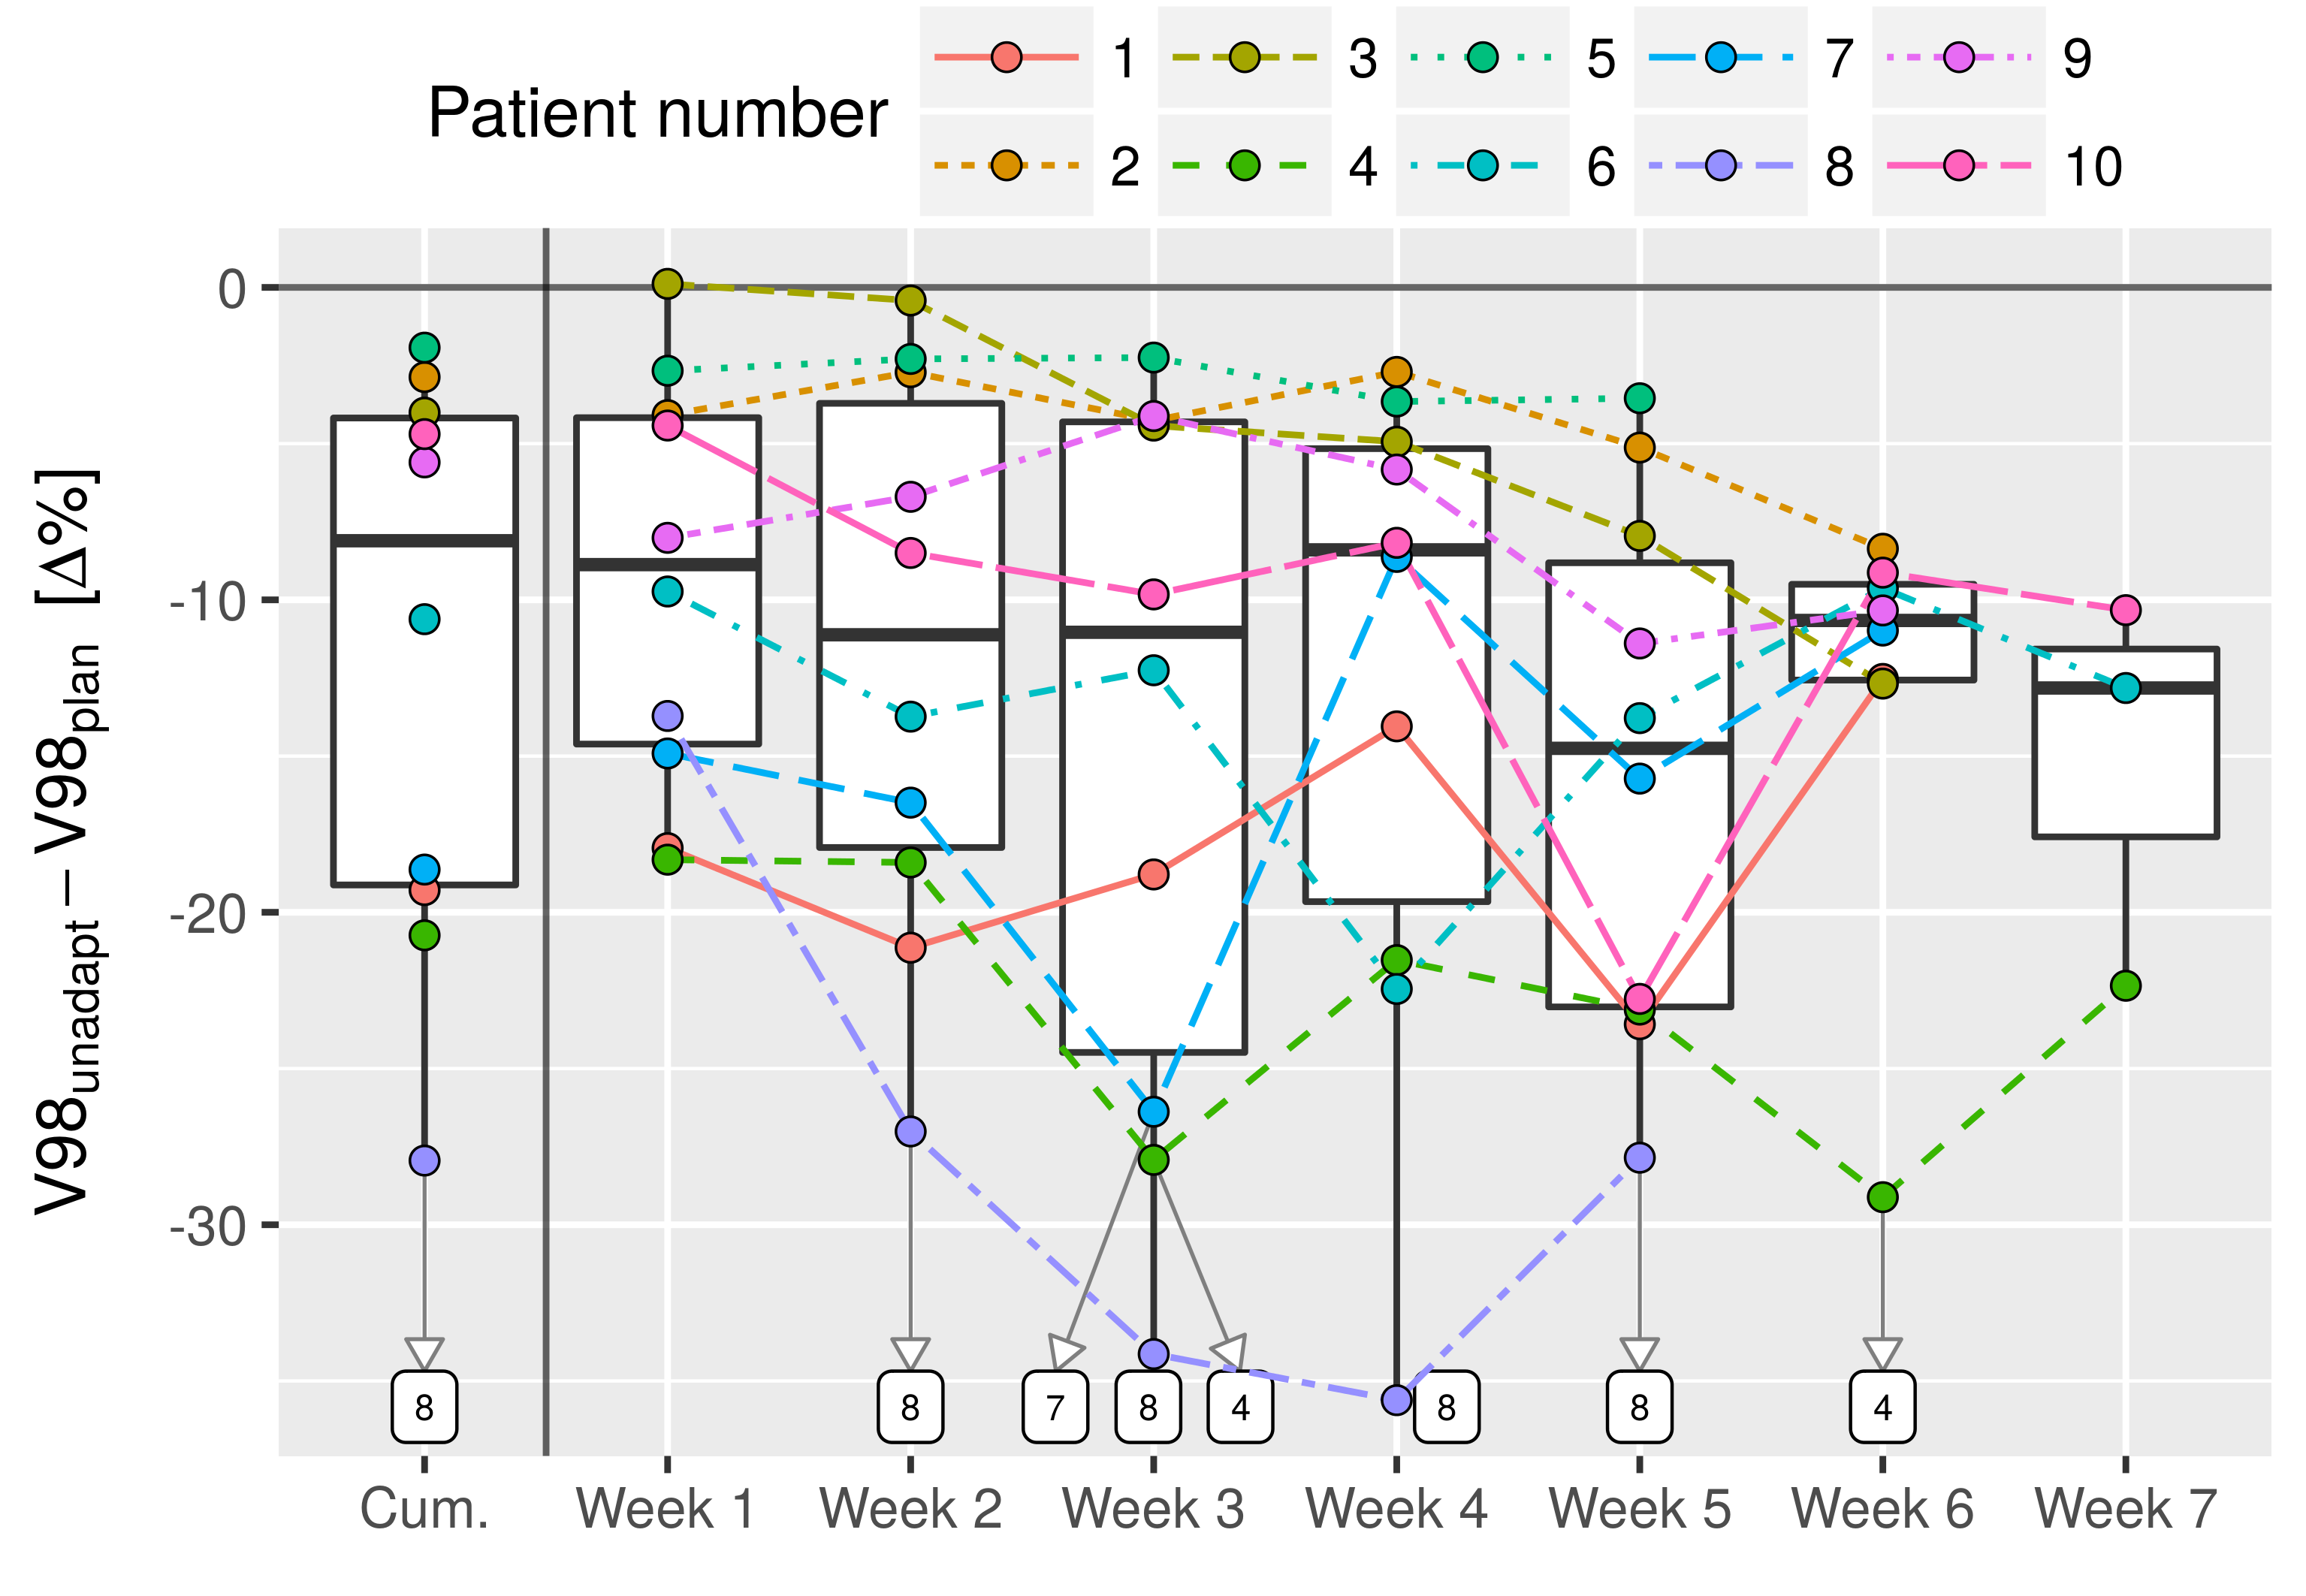 1 3 5 7 9
Patient number
2 4 6 8 10
V98unadapt − V98plan [Δ%]
0
-10
-20
-30
8 8 7 8 4 8 8 4
Cum. Week 1 Week 2 Week 3 Week 4 Week 5 Week 6 Week 7